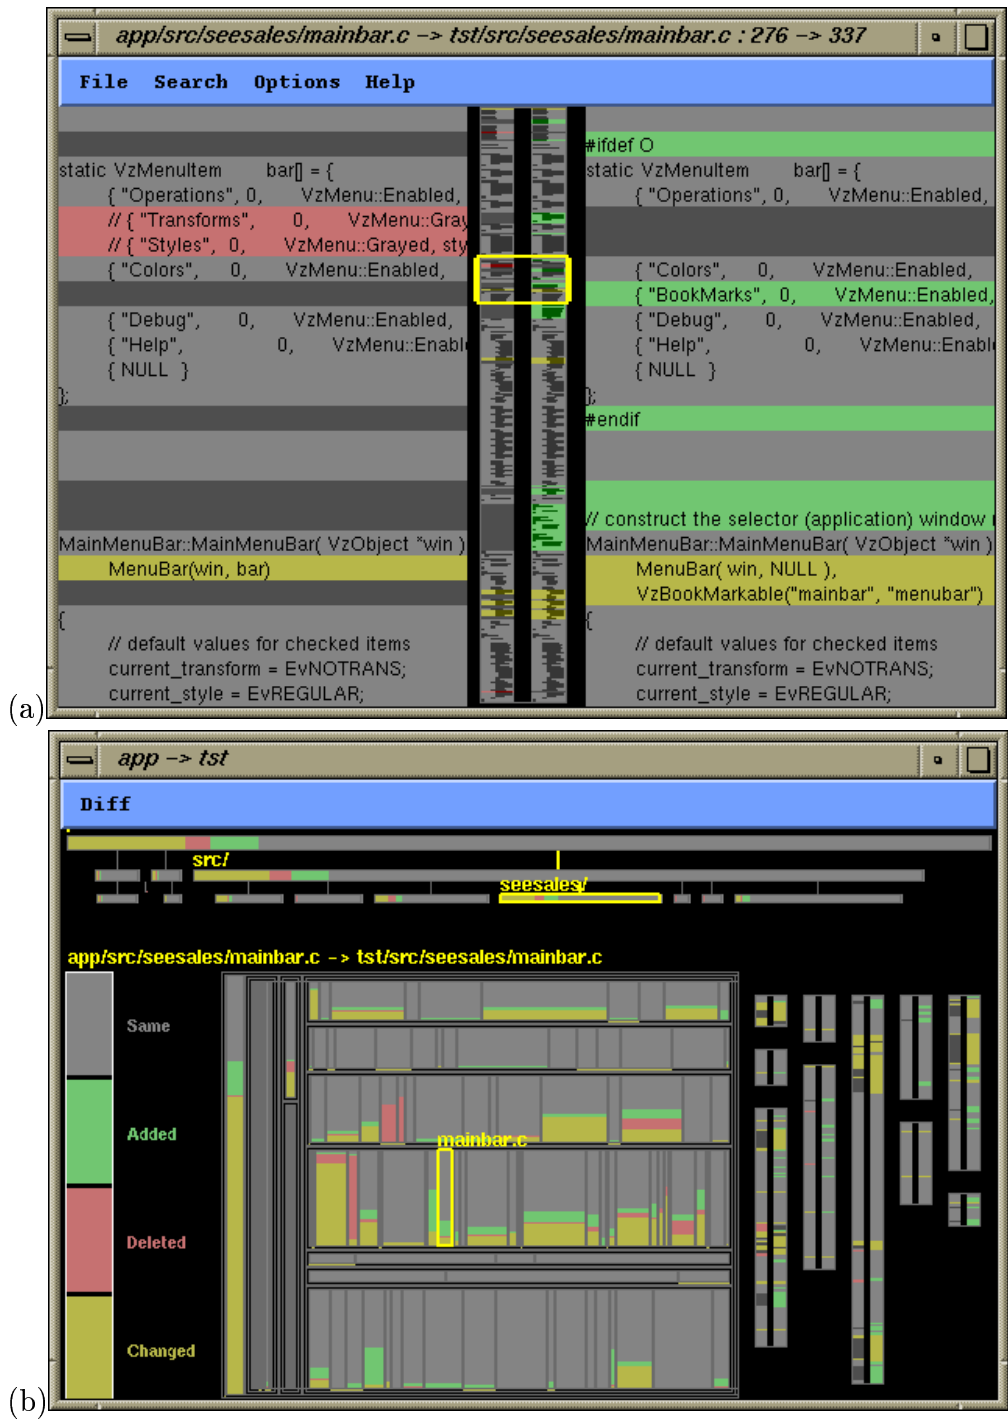 app/src/seesales/mainbar.c -> tst/src/seesales/mainbar.c : 276 -> 337
File Search Options Help
#ifdef O
static VzMenuItem bar[] = {
static VzMenuItem bar[] = {
{ "Operations", 0, VzMenu::Enabled,
{ "Operations", 0, VzMenu::Enabled,
// { "Transforms", 0, VzMenu::Gray
// { "Styles", 0, VzMenu::Grayed, sty
{ "Colors", 0, VzMenu::Enabled,
{ "Colors", 0, VzMenu::Enabled,
{ "BookMarks", 0, VzMenu::Enabled,
{ "Debug", 0, VzMenu::Enabled,
{ "Debug", 0, VzMenu::Enabled,
{ "Help", 0, VzMenu::Enabl
{ "Help", 0, VzMenu::Enable
{ NULL }
{ NULL }
};
};
#endif
// construct the selector (application) window
MainMenuBar::MainMenuBar( VzObject *win )
MainMenuBar::MainMenuBar( VzObject *win )
MenuBar(win, bar)
MenuBar( win, NULL ),
VzBookMarkable("mainbar", "menubar")
{
{
// default values for checked items
// default values for checked items
current_transform = EvNOTRANS;
current_transform = EvNOTRANS;
current_style = EvREGULAR;
current_style = EvREGULAR;
(a)
app -> tst
Diff
src/
seesales/
app/src/seesales/mainbar.c -> tst/src/seesales/mainbar.c
Same
Added
mainbar.c
Deleted
Changed
(b)